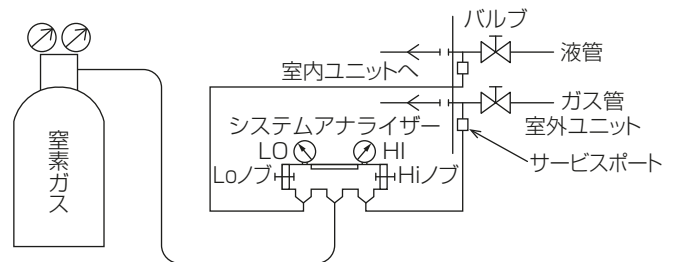 バルブ
液管
室内ユニットへ
ガス管
システムアナライザー
室外ユニット
LO
HI
サービスポート
Loノブ
Hiノブ
窒素ガス